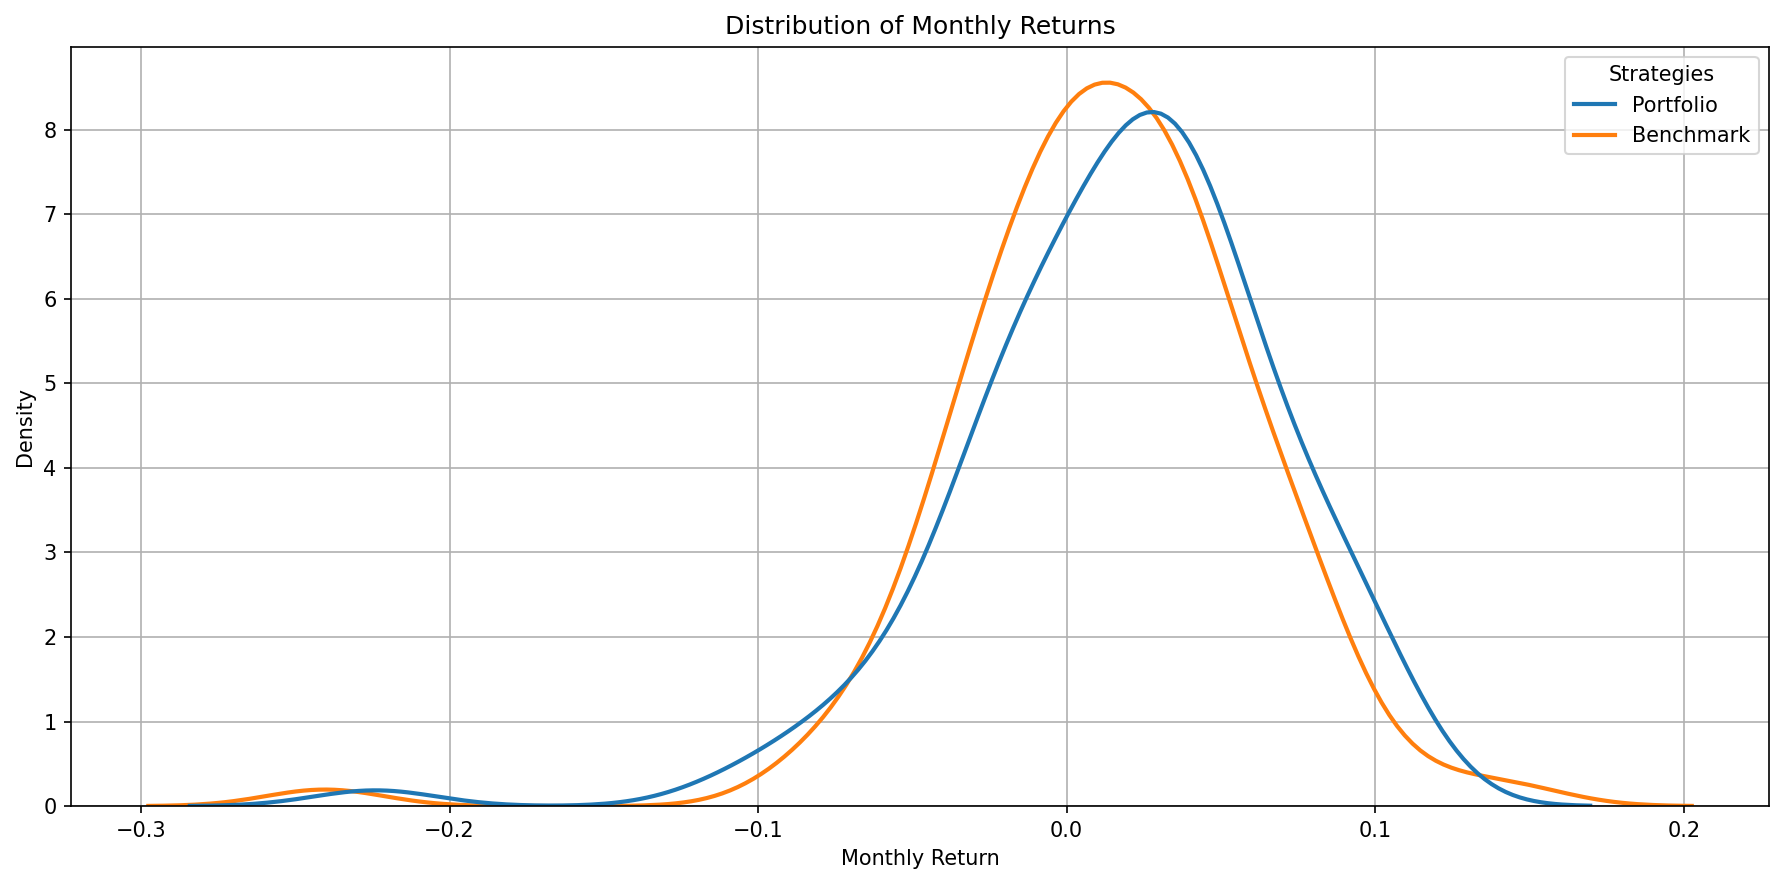 Distribution of Monthly Returns
Strategies
Portfolio
Benchmark
Density
8
7
6
5
4
3
2
1
0
−0.3 −0.2 −0.1 0.0 0.1 0.2
Monthly Return